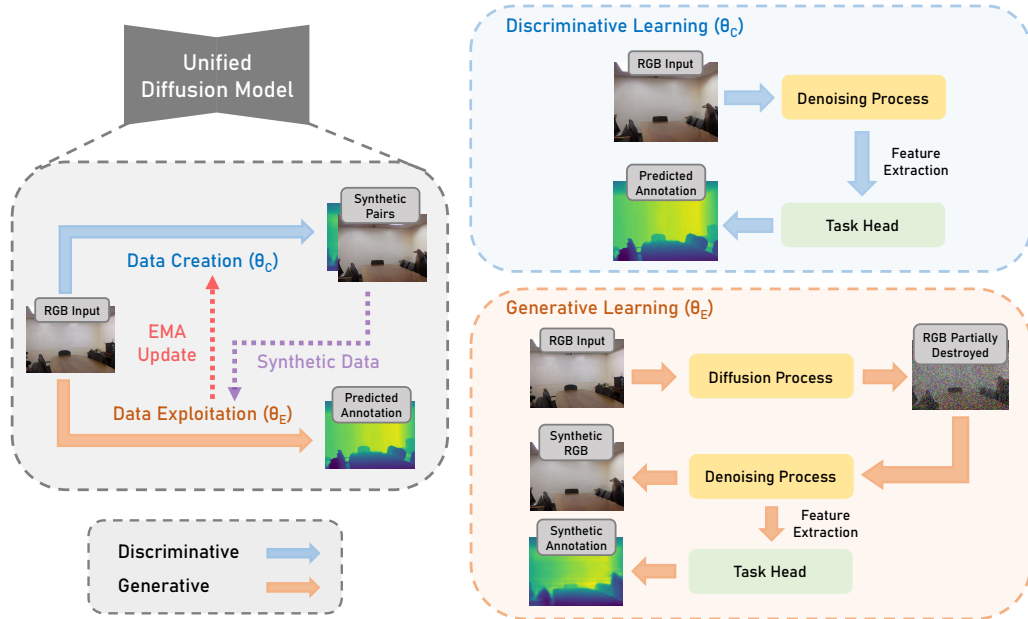 Unified
Diffusion Model
Synthetic
Pairs
Data Creation (θC)
RGB Input
EMA
Update
Synthetic Data
Data Exploitation (θE)
Predicted
Annotation
Discriminative
Generative
Discriminative Learning (θC)
RGB Input
Denoising Process
Feature
Extraction
Predicted
Annotation
Task Head
Generative Learning (θE)
RGB Input
Diffusion Process
RGB Partially
Destroyed
Synthetic
RGB
Denoising Process
Feature
Extraction
Synthetic
Annotation
Task Head